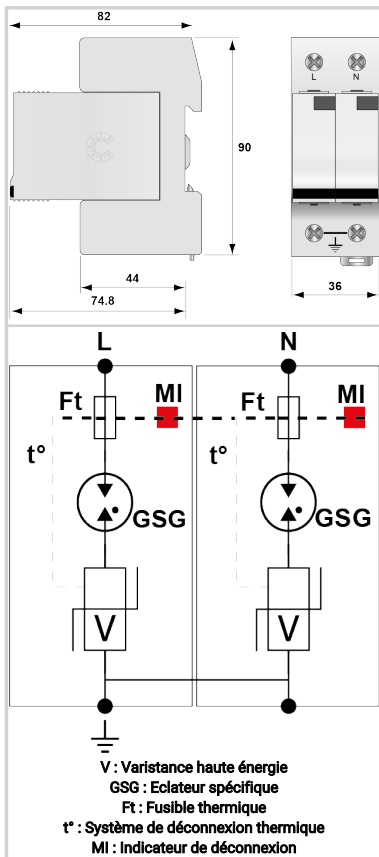 82
L N
90
44
74.8
36
L N
Ft MI Ft MI
t° t°
GSG GSG
V V
V : Varistance haute énergie
GSG : Eclateur spécifique
Ft : Fusible thermique
t° : Système de déconnexion thermique
MI : Indicateur de déconnexion